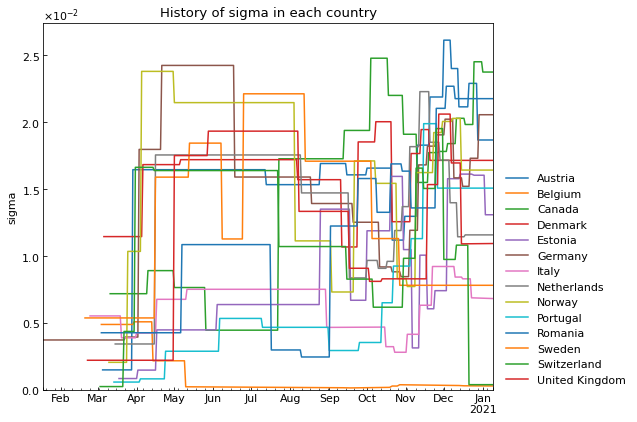 ×10⁻²
History of sigma in each country
2.5
2.0
1.5
1.0
0.5
0.0
sigma
Feb Mar Apr May Jun Jul Aug Sep Oct Nov Dec Jan
2021
Austria
Belgium
Canada
Denmark
Estonia
Germany
Italy
Netherlands
Norway
Portugal
Romania
Sweden
Switzerland
United Kingdom